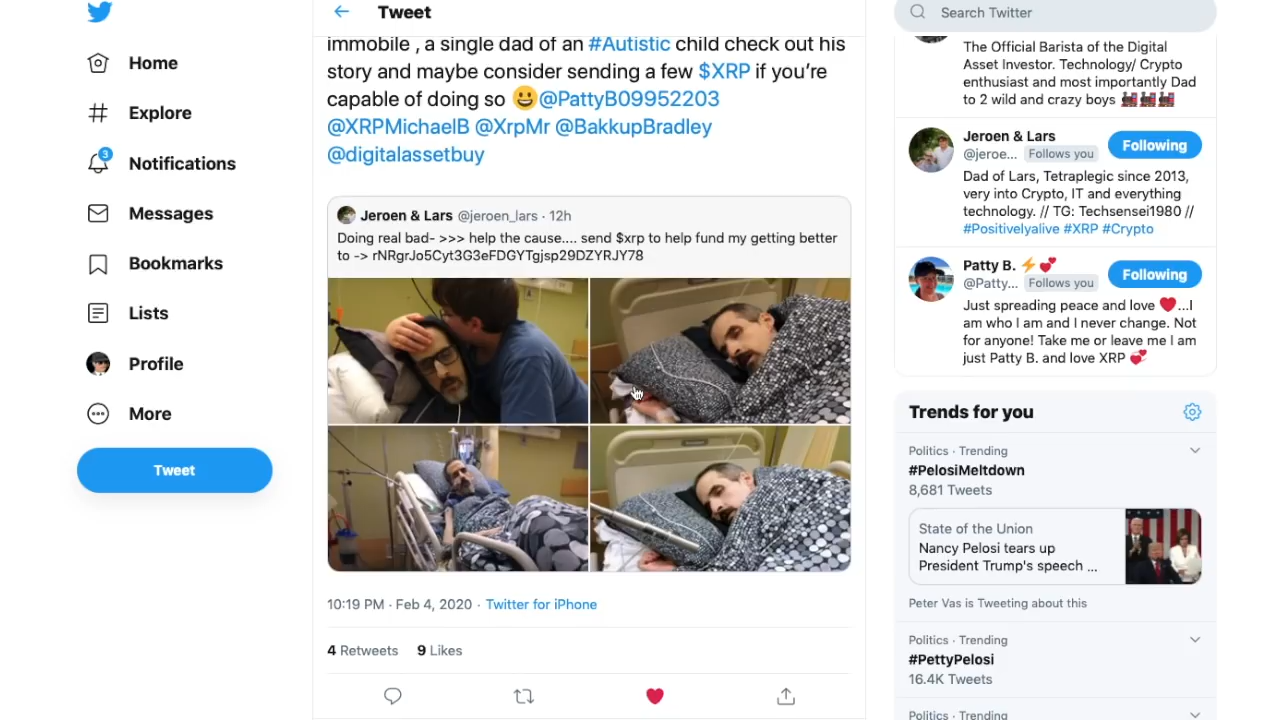 Home
Explore
3
Notifications
Messages
Bookmarks
Lists
Profile
More
Tweet
Tweet
immobile , a single dad of an #Autistic child check out his
story and maybe consider sending a few $XRP if you're
capable of doing so 😀@PattyB09952203
@XRPMichaelB @XrpMr @BakkupBradley
@digitalassetbuy
Jeroen & Lars @jeroen_lars · 12h
Doing real bad- >>> help the cause.... send $xrp to help fund my getting better
to -> rNRgrJo5Cyt3G3eFDGYTgjsp29DZYRJY78
10:19 PM · Feb 4, 2020 · Twitter for iPhone
4 Retweets 9 Likes
Search Twitter
The Official Barista of the Digital
Asset Investor. Technology/ Crypto
enthusiast and most importantly Dad
to 2 wild and crazy boys 🚂🚂🚂
Jeroen & Lars
@jeroe... Follows you
Following
Dad of Lars, Tetraplegic since 2013,
very into Crypto, IT and everything
technology. // TG: Techsensei1980 //
#Positivelyalive #XRP #Crypto
Patty B. ⚡💞
@Patty... Follows you
Following
Just spreading peace and love ❤️...I
am who I am and I never change. Not
for anyone! Take me or leave me I am
just Patty B. and love XRP 💞
Trends for you
Politics · Trending
#PelosiMeltdown
8,681 Tweets
State of the Union
Nancy Pelosi tears up
President Trump's speech ...
Peter Vas is Tweeting about this
Politics · Trending
#PettyPelosi
16.4K Tweets
Politics · Trending